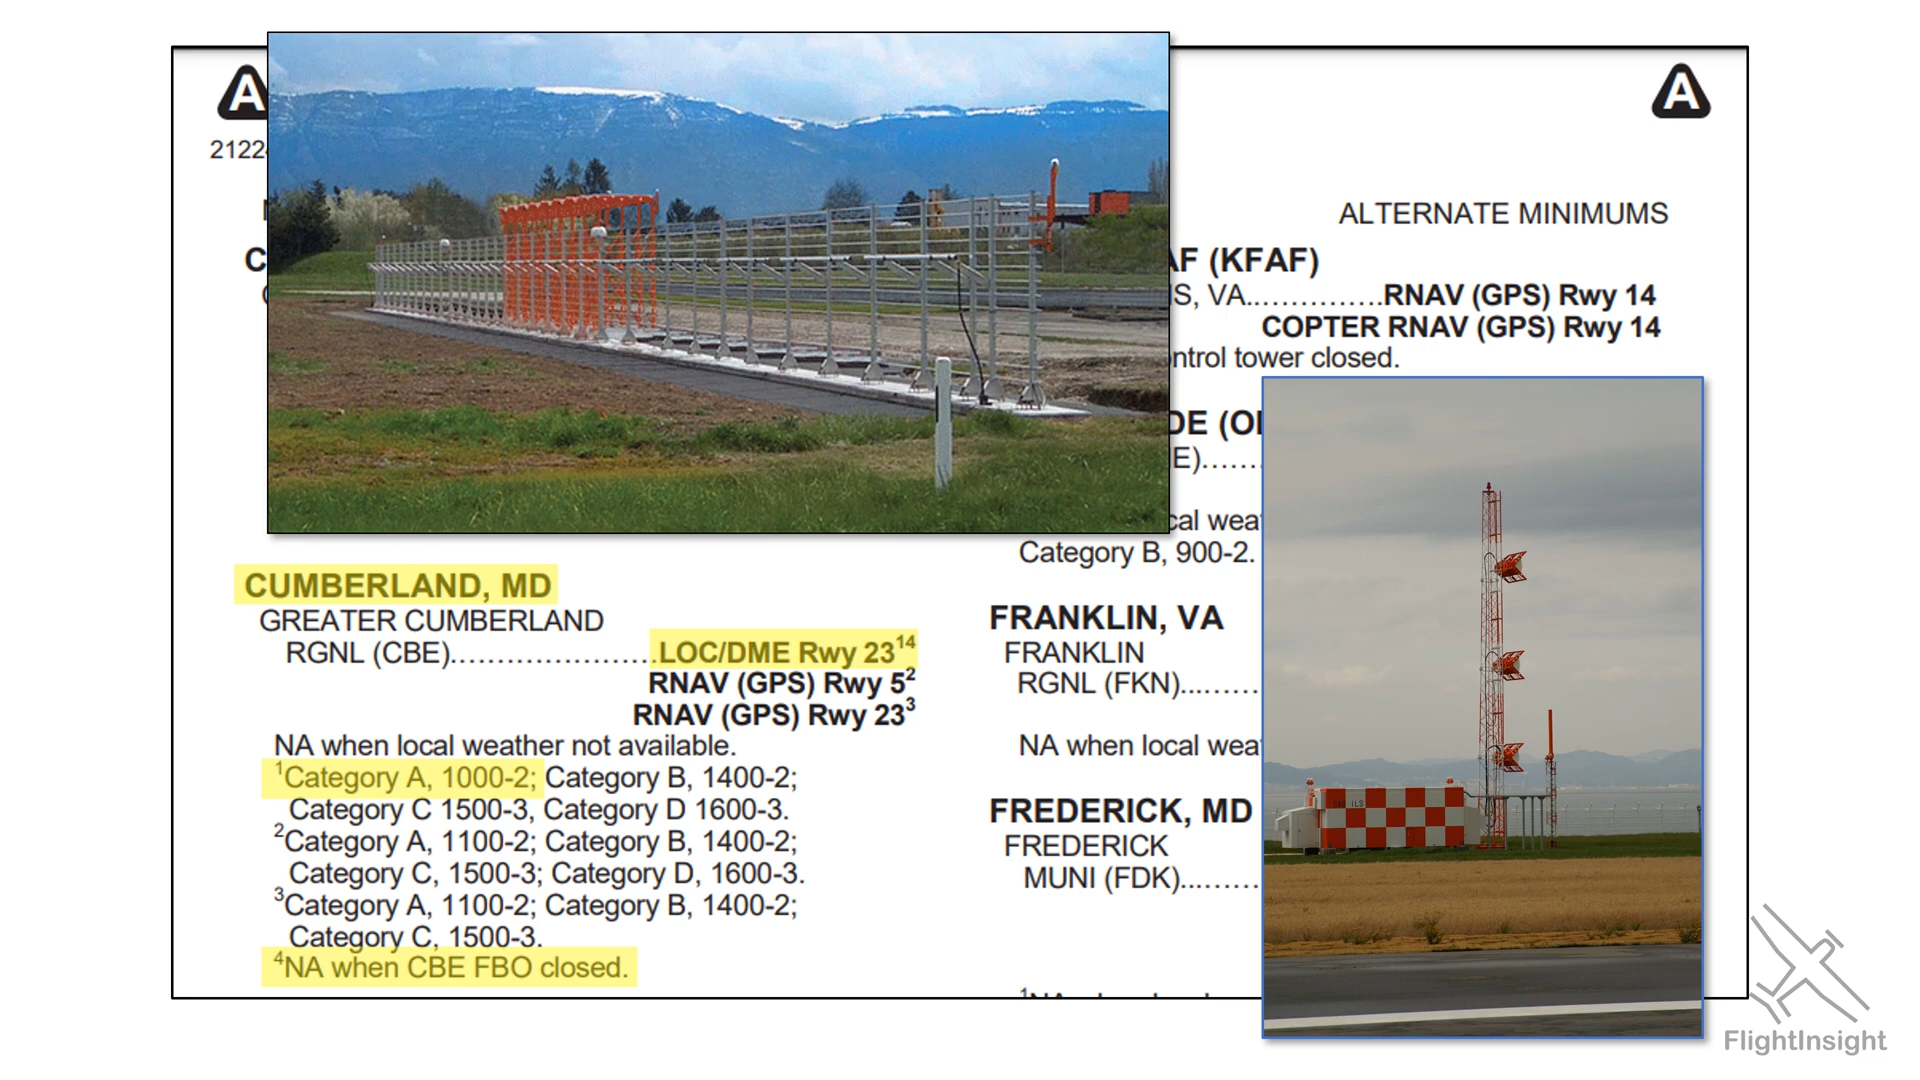 A
A
2122
ALTERNATE MINIMUMS
CUMBERLAND, MD
GREATER CUMBERLAND
RGNL (CBE)......................LOC/DME Rwy 23¹⁴
RNAV (GPS) Rwy 5²
RNAV (GPS) Rwy 23³
NA when local weather not available.
¹Category A, 1000-2; Category B, 1400-2;
Category C 1500-3, Category D 1600-3.
²Category A, 1100-2; Category B, 1400-2;
Category C, 1500-3; Category D, 1600-3.
³Category A, 1100-2; Category B, 1400-2;
Category C, 1500-3.
⁴NA when CBE FBO closed.
AF (KFAF)
S, VA...............RNAV (GPS) Rwy 14
COPTER RNAV (GPS) Rwy 14
ntrol tower closed.
DE (O
E)......
cal wea
Category B, 900-2.
FRANKLIN, VA
FRANKLIN
RGNL (FKN)........
NA when local wea
FREDERICK, MD
FREDERICK
MUNI (FDK)........
ILS
FlightInsight